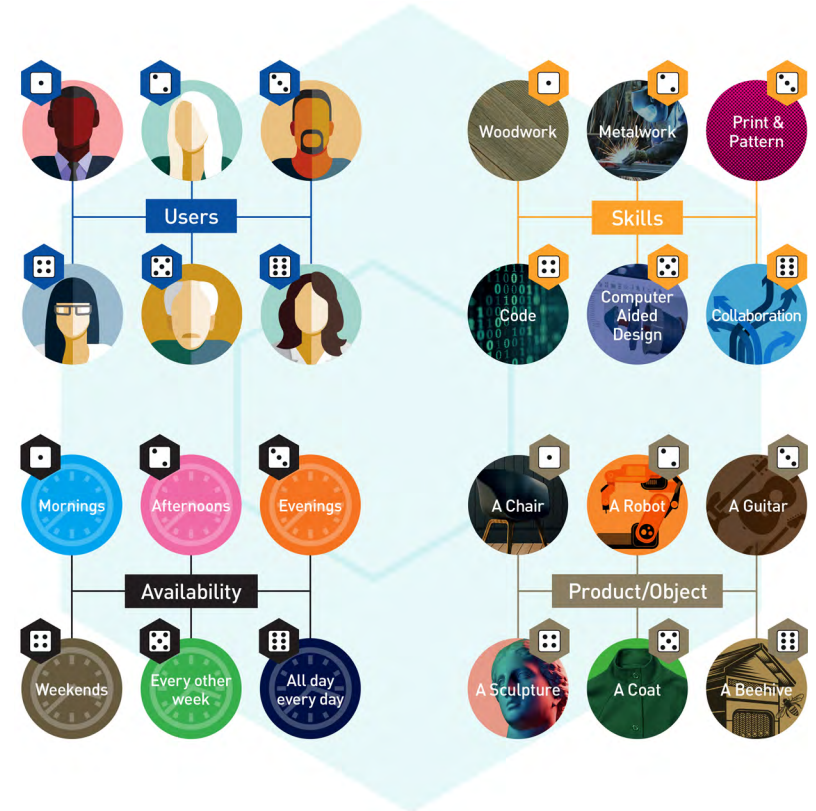 Users
Woodwork
Metalwork
Print &
Pattern
Skills
Code
Computer
Aided
Design
Collaboration
Mornings
Afternoons
Evenings
Availability
Weekends
Every other
week
All day
every day
A Chair
A Robot
A Guitar
Product/Object
A Sculpture
A Coat
A Beehive